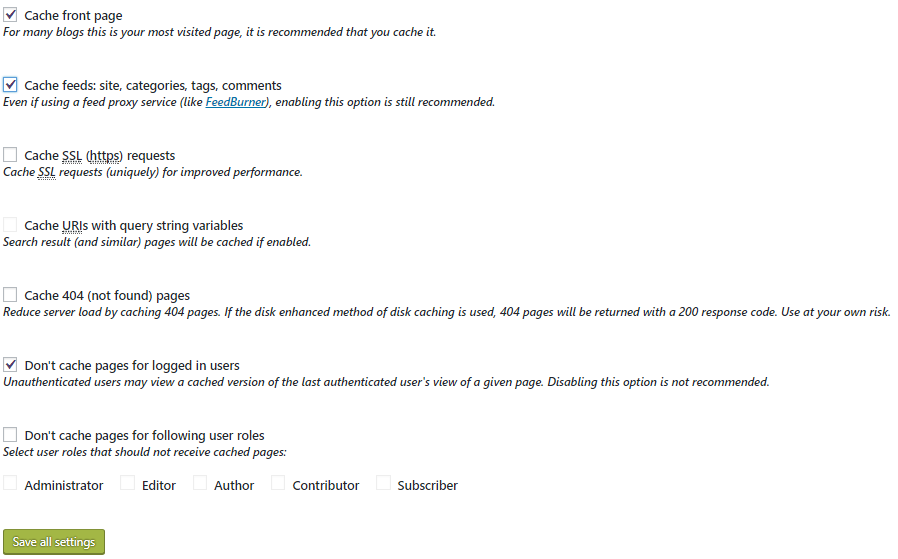 Cache front page
For many blogs this is your most visited page, it is recommended that you cache it.
Cache feeds: site, categories, tags, comments
Even if using a feed proxy service (like FeedBurner), enabling this option is still recommended.
Cache SSL (https) requests
Cache SSL requests (uniquely) for improved performance.
Cache URIs with query string variables
Search result (and similar) pages will be cached if enabled.
Cache 404 (not found) pages
Reduce server load by caching 404 pages. If the disk enhanced method of disk caching is used, 404 pages will be returned with a 200 response code. Use at your own risk.
Don't cache pages for logged in users
Unauthenticated users may view a cached version of the last authenticated user's view of a given page. Disabling this option is not recommended.
Don't cache pages for following user roles
Select user roles that should not receive cached pages:
Administrator Editor Author Contributor Subscriber
Save all settings